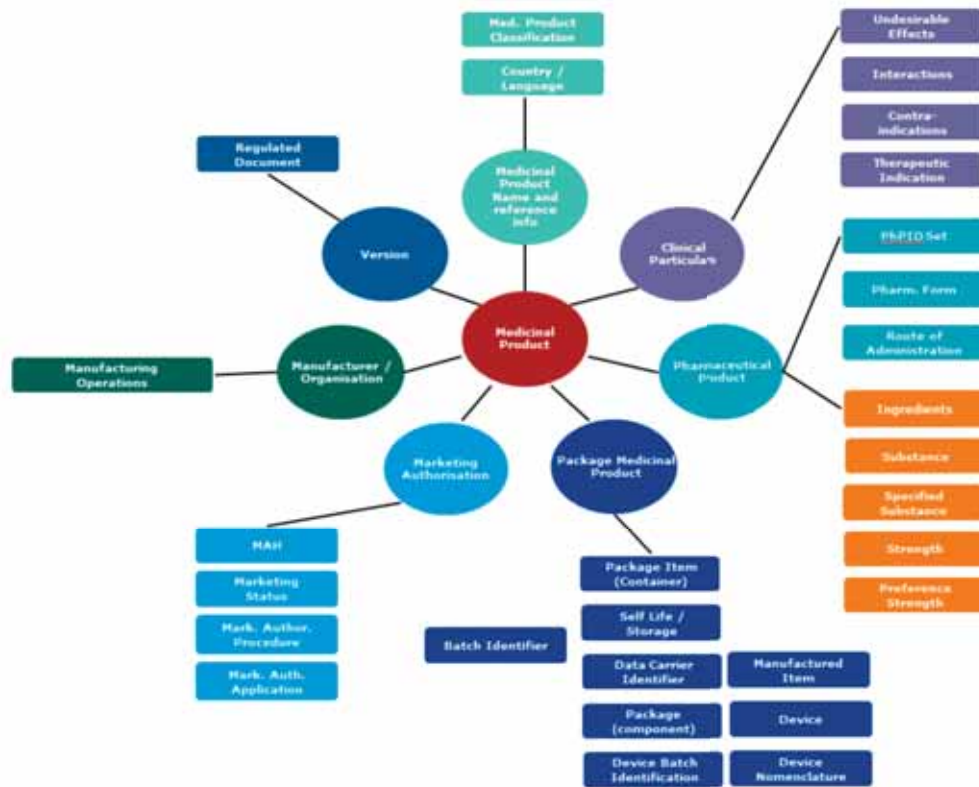 Med. Product
Classification
Country /
Language
Undesirable
Effects
Interactions
Contra-
indications
Therapeutic
Indication
Regulated
Document
Medicinal
Product
Name and
reference
info
Version
Clinical
Particulars
PhPID Set
Pharm. Form
Route of
Administration
Medicinal
Product
Manufacturing
Operations
Manufacturer /
Organisation
Pharmaceutical
Product
Ingredients
Substance
Specified
Substance
Strength
Preference
Strength
Marketing
Authorisation
Package Medicinal
Product
MAH
Marketing
Status
Mark. Author.
Procedure
Mark. Auth.
Application
Package Item
(Container)
Self Life /
Storage
Batch Identifier
Data Carrier
Identifier
Manufactured
Item
Package
(component)
Device
Device Batch
Identification
Device
Nomenclature